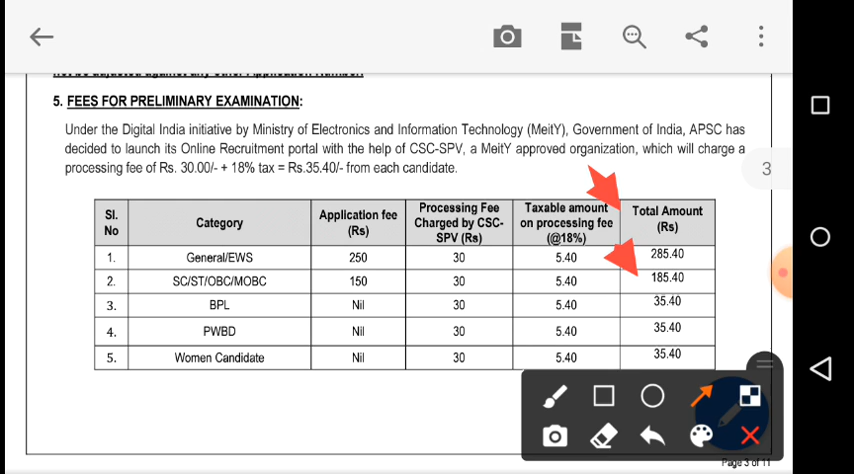 5. FEES FOR PRELIMINARY EXAMINATION:
Under the Digital India initiative by Ministry of Electronics and Information Technology (MeitY), Government of India, APSC has
decided to launch its Online Recruitment portal with the help of CSC-SPV, a MeitY approved organization, which will charge a
processing fee of Rs. 30.00/- + 18% tax = Rs.35.40/- from each candidate.
3
Sl. No Category Application fee (Rs) Processing Fee Charged by CSC-SPV (Rs) Taxable amount on processing fee (@18%) Total Amount (Rs)
1. General/EWS 250 30 5.40 285.40
2. SC/ST/OBC/MOBC 150 30 5.40 185.40
3. BPL Nil 30 5.40 35.40
4. PWBD Nil 30 5.40 35.40
5. Women Candidate Nil 30 5.40 35.40
Page 3 of 11